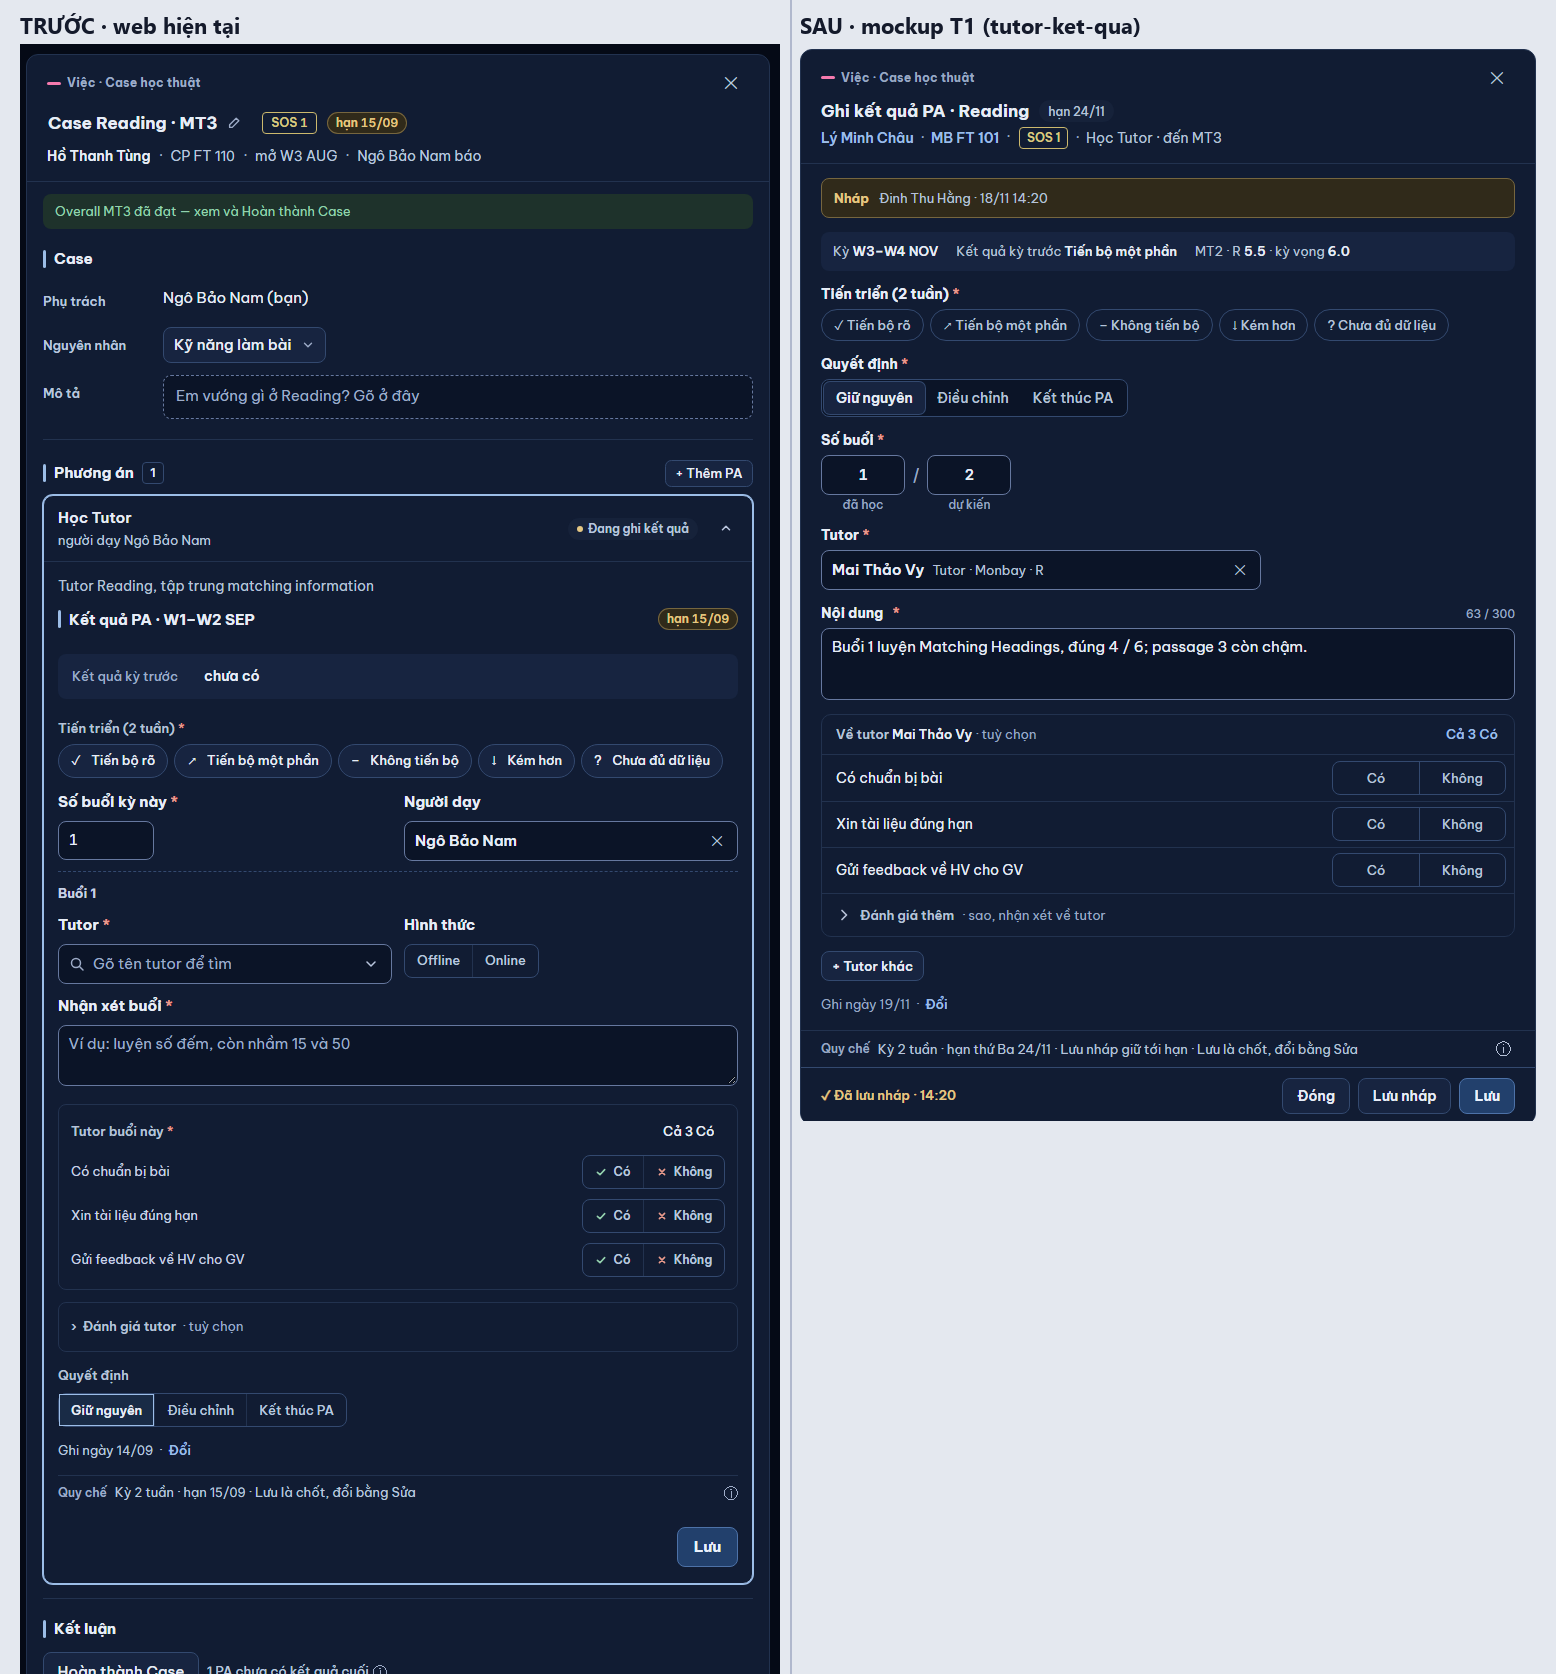 TRƯỚC · web hiện tại
Việc · Case học thuật
Case Reading · MT3 SOS 1 hạn 15/09
Hồ Thanh Tùng · CP FT 110 · mở W3 AUG · Ngô Bảo Nam báo
Overall MT3 đã đạt — xem và Hoàn thành Case
Case
Phụ trách Ngô Bảo Nam (bạn)
Nguyên nhân Kỹ năng làm bài
Mô tả Em vướng gì ở Reading? Gõ ở đây
Phương án 1 + Thêm PA
Học Tutor
người dạy Ngô Bảo Nam
Đang ghi kết quả
Tutor Reading, tập trung matching information
Kết quả PA · W1–W2 SEP hạn 15/09
Kết quả kỳ trước chưa có
Tiến triển (2 tuần) *
✓ Tiến bộ rõ ↗ Tiến bộ một phần – Không tiến bộ ↓ Kém hơn ? Chưa đủ dữ liệu
Số buổi kỳ này * Người dạy
1 Ngô Bảo Nam
Buổi 1
Tutor * Hình thức
Gõ tên tutor để tìm Offline Online
Nhận xét buổi *
Ví dụ: luyện số đếm, còn nhầm 15 và 50
Tutor buổi này * Cả 3 Có
Có chuẩn bị bài ✓ Có × Không
Xin tài liệu đúng hạn ✓ Có × Không
Gửi feedback về HV cho GV ✓ Có × Không
› Đánh giá tutor · tuỳ chọn
Quyết định
Giữ nguyên Điều chỉnh Kết thúc PA
Ghi ngày 14/09 · Đổi
Quy chế Kỳ 2 tuần · hạn 15/09 · Lưu là chốt, đổi bằng Sửa
Lưu
Kết luận
Hoàn thành Case 1 PA chưa có kết quả cuối
SAU · mockup T1 (tutor-ket-qua)
Việc · Case học thuật
Ghi kết quả PA · Reading hạn 24/11
Lý Minh Châu · MB FT 101 · SOS 1 · Học Tutor · đến MT3
Nháp Đinh Thu Hằng · 18/11 14:20
Kỳ W3–W4 NOV Kết quả kỳ trước Tiến bộ một phần MT2 · R 5.5 · kỳ vọng 6.0
Tiến triển (2 tuần) *
✓ Tiến bộ rõ ↗ Tiến bộ một phần – Không tiến bộ ↓ Kém hơn ? Chưa đủ dữ liệu
Quyết định *
Giữ nguyên Điều chỉnh Kết thúc PA
Số buổi *
1 / 2
đã học dự kiến
Tutor *
Mai Thảo Vy Tutor · Monbay · R
Nội dung * 63 / 300
Buổi 1 luyện Matching Headings, đúng 4 / 6; passage 3 còn chậm.
Về tutor Mai Thảo Vy · tuỳ chọn Cả 3 Có
Có chuẩn bị bài Có Không
Xin tài liệu đúng hạn Có Không
Gửi feedback về HV cho GV Có Không
Đánh giá thêm · sao, nhận xét về tutor
+ Tutor khác
Ghi ngày 19/11 · Đổi
Quy chế Kỳ 2 tuần · hạn thứ Ba 24/11 · Lưu nháp giữ tới hạn · Lưu là chốt, đổi bằng Sửa
✓ Đã lưu nháp · 14:20 Đóng Lưu nháp Lưu